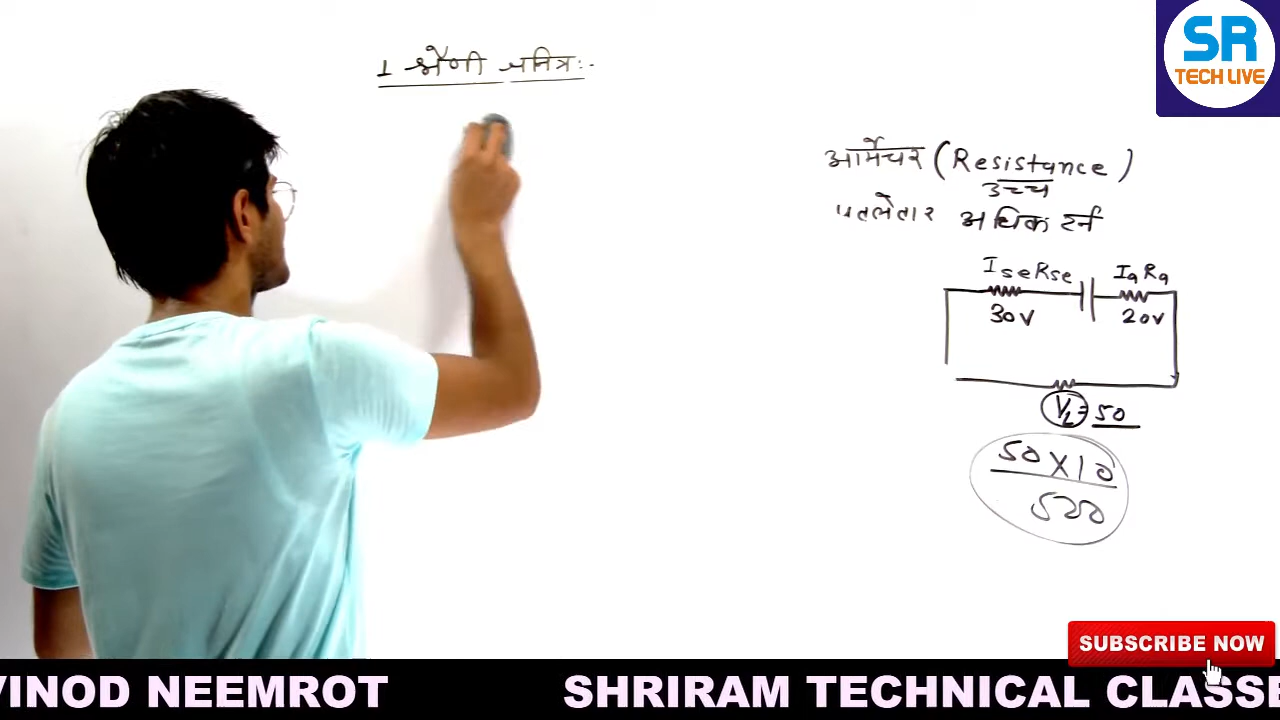 1 श्रेणी जनित्र :-
SR
TECH LIVE
आर्मेचर (Resistance)
उच्च
पतलेतार अधिक टर्न
IseRse IaRa
30V 20V
VL = 50
50X10
500
SUBSCRIBE NOW
VINOD NEEMROT SHRIRAM TECHNICAL CLASSE